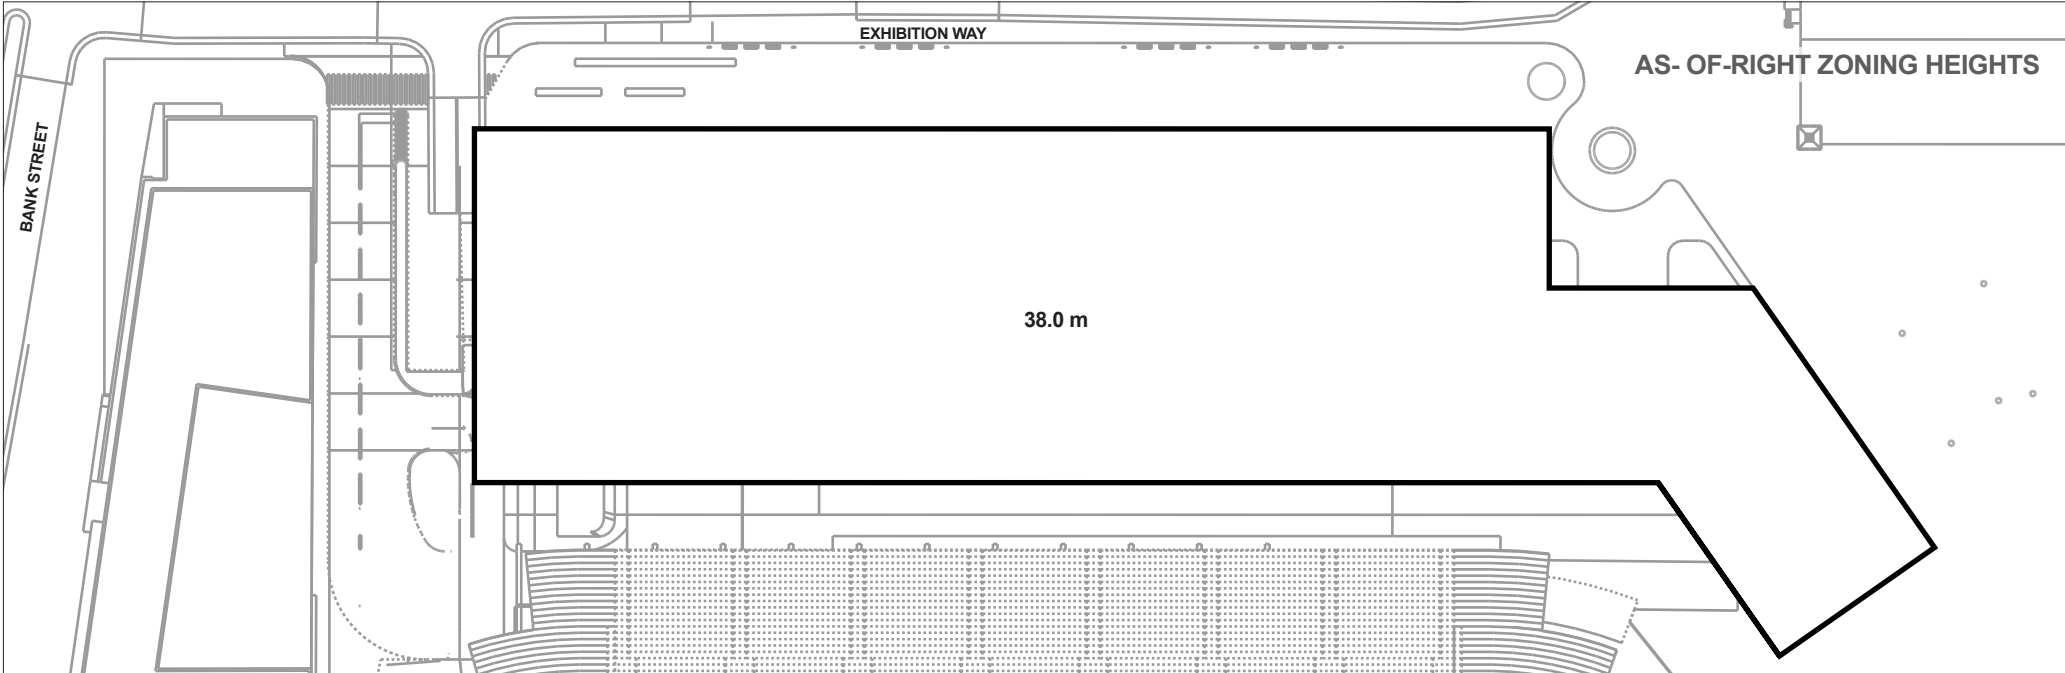 EXHIBITION WAY
AS- OF-RIGHT ZONING HEIGHTS
BANK STREET
38.0 m